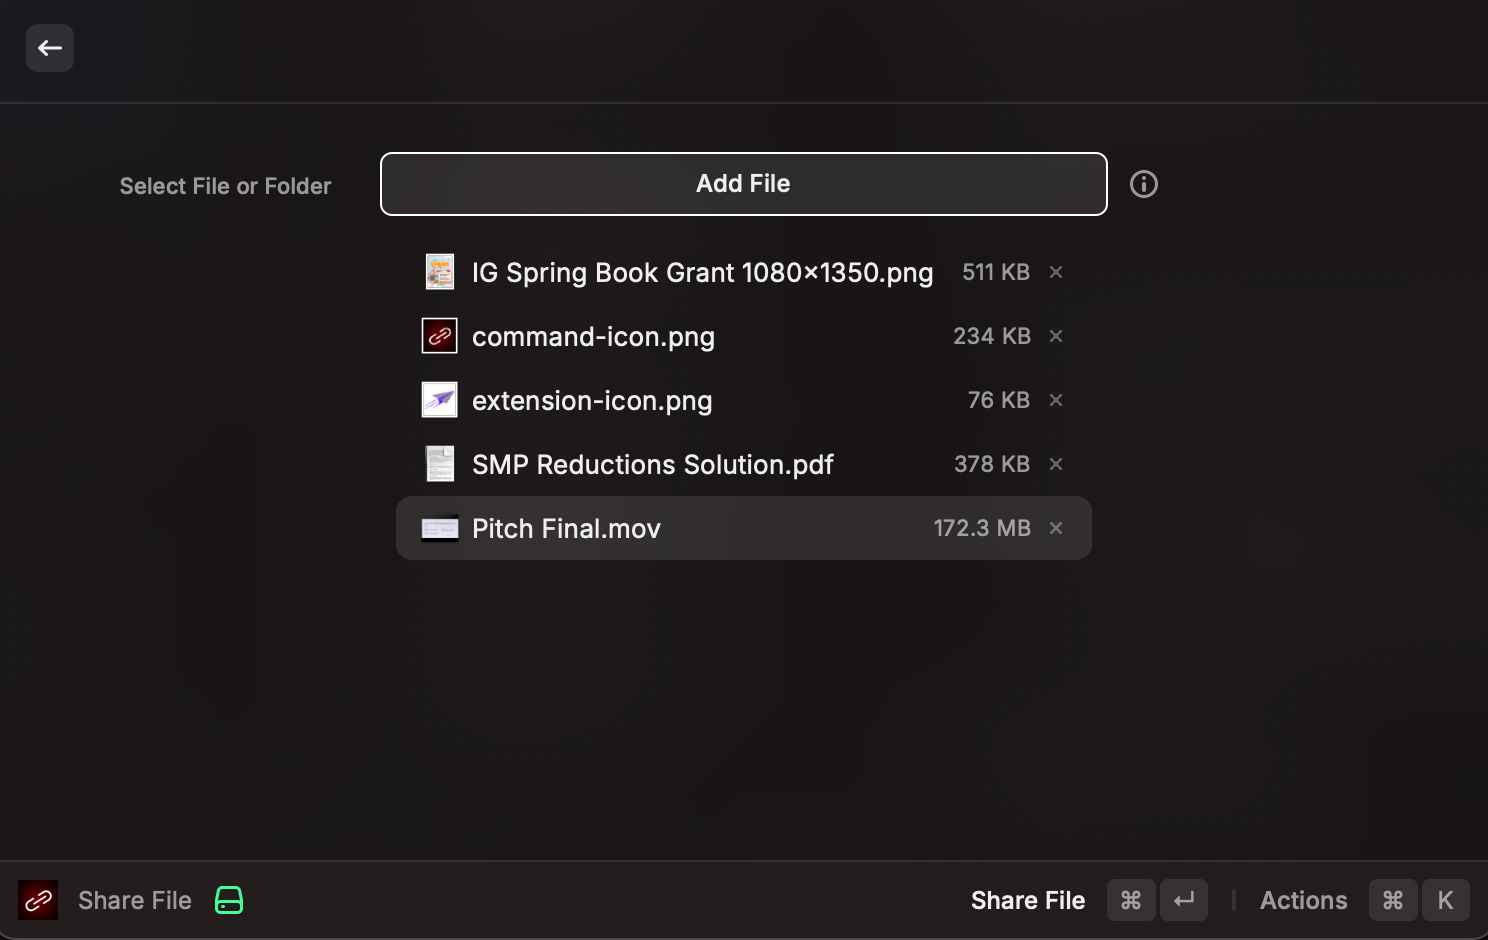 Select File or Folder
Add File
IG Spring Book Grant 1080×1350.png 511 KB ×
command-icon.png 234 KB ×
extension-icon.png 76 KB ×
SMP Reductions Solution.pdf 378 KB ×
Pitch Final.mov 172.3 MB ×
Share File Share File ⌘ ↵ | Actions ⌘ K